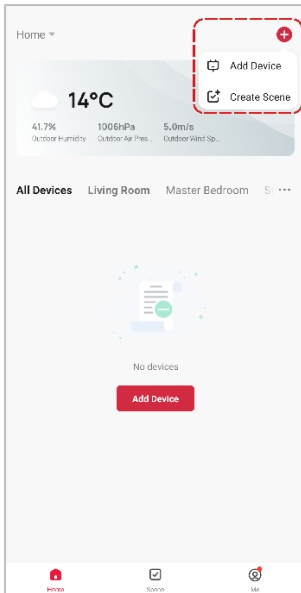 Home
Add Device
Create Scene
14°C
41.7% 1006hPa 5.0m/s
Outdoor Humidity Outdoor Air Pres... Outdoor Wind Sp...
All Devices Living Room Master Bedroom S ···
No devices
Add Device
Home Scene Me